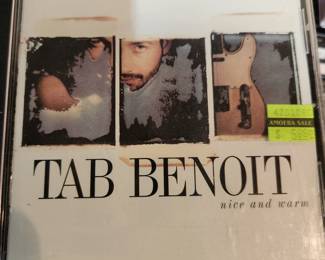 TAB BENOIT
nice and warm
AMOEBA SALE